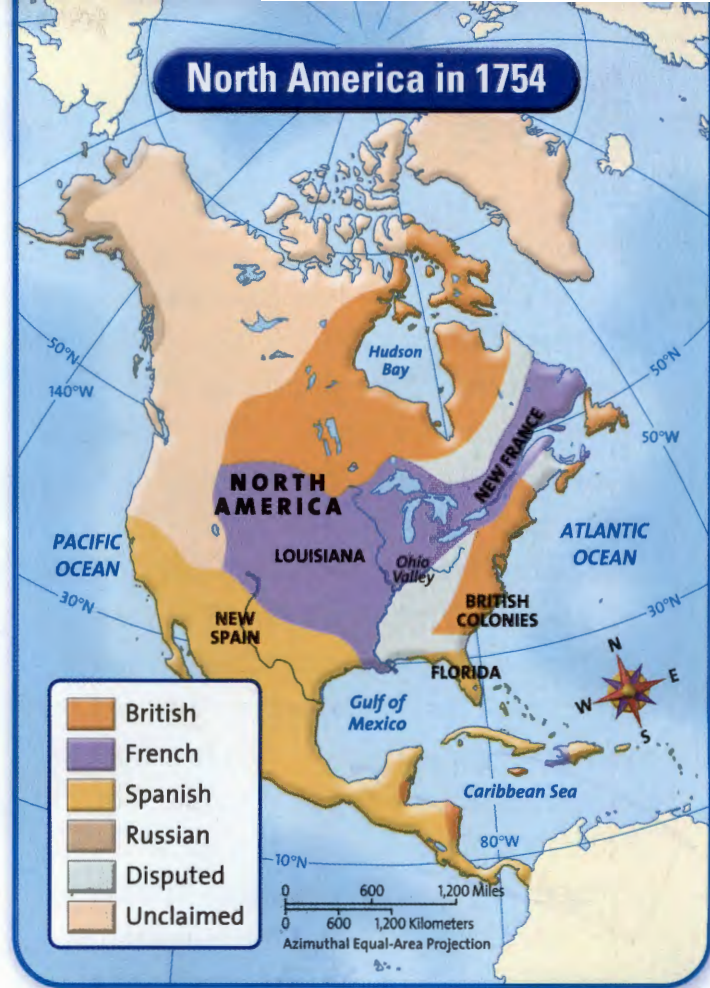 North America in 1754
Hudson
Bay
50°N
140°W
50°N
50°W
NEW FRANCE
NORTH
AMERICA
PACIFIC
OCEAN
LOUISIANA
Ohio
Valley
ATLANTIC
OCEAN
30°N
NEW
SPAIN
BRITISH
COLONIES
30°N
FLORIDA
N
E
W
S
Gulf of
Mexico
Caribbean Sea
80°W
10°N
British
French
Spanish
Russian
Disputed
Unclaimed
0 600 1,200 Miles
0 600 1,200 Kilometers
Azimuthal Equal-Area Projection